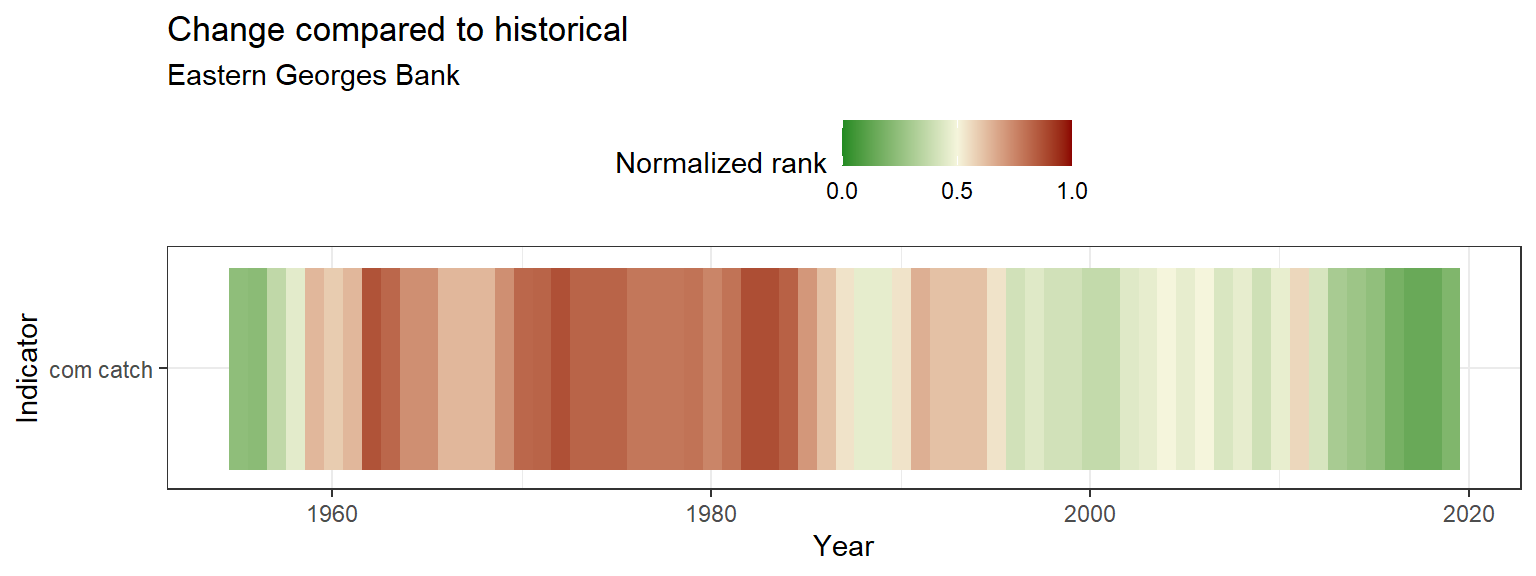 Change compared to historical
Eastern Georges Bank
Normalized rank
0.0 0.5 1.0
Indicator
com catch
1960 1980 2000 2020
Year